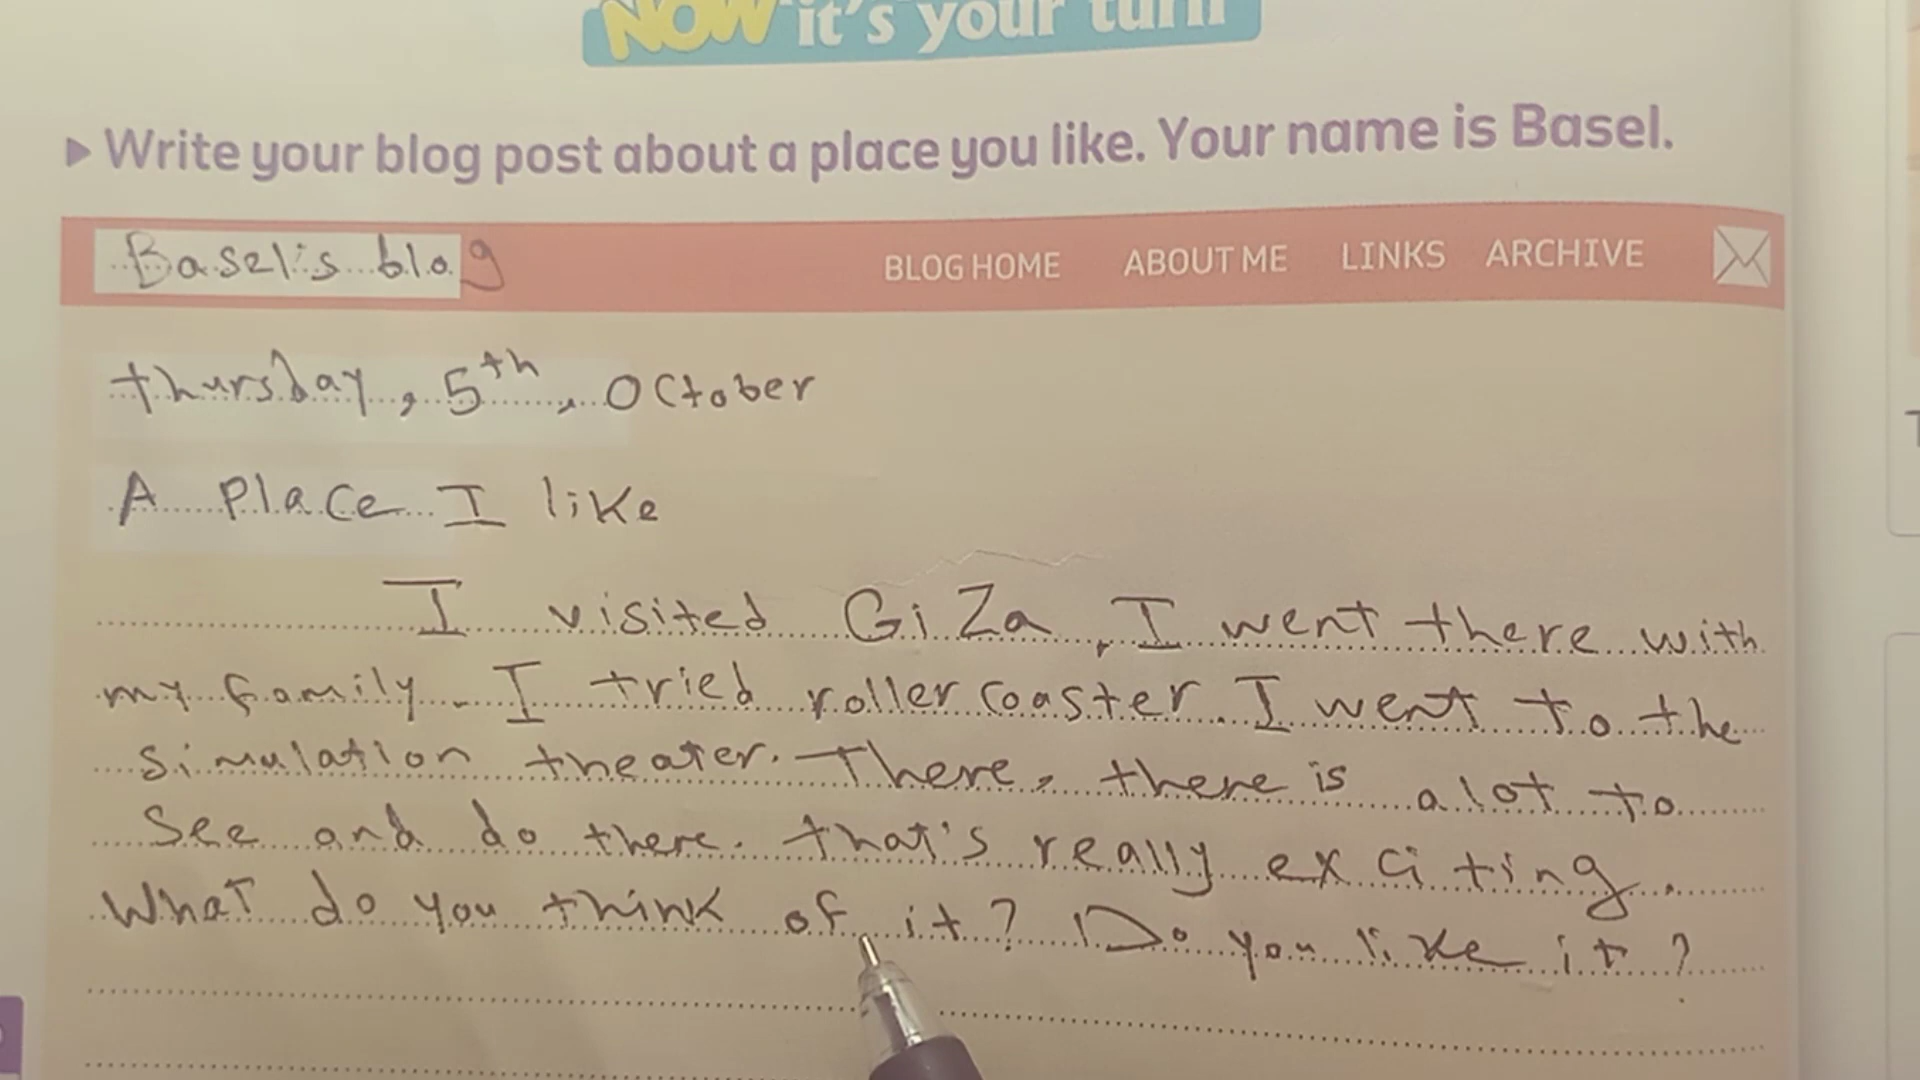 NOW it's your turn
Write your blog post about a place you like. Your name is Basel.
Basel's blog
BLOG HOME ABOUT ME LINKS ARCHIVE
thursday, 5th, October
A place I like
I visited Giza, I went there with
my family. I tried roller coaster. I went to the
simulation theater. There, there is a lot to
see and do there. that's really exciting.
What do you think of it? Do you like it?